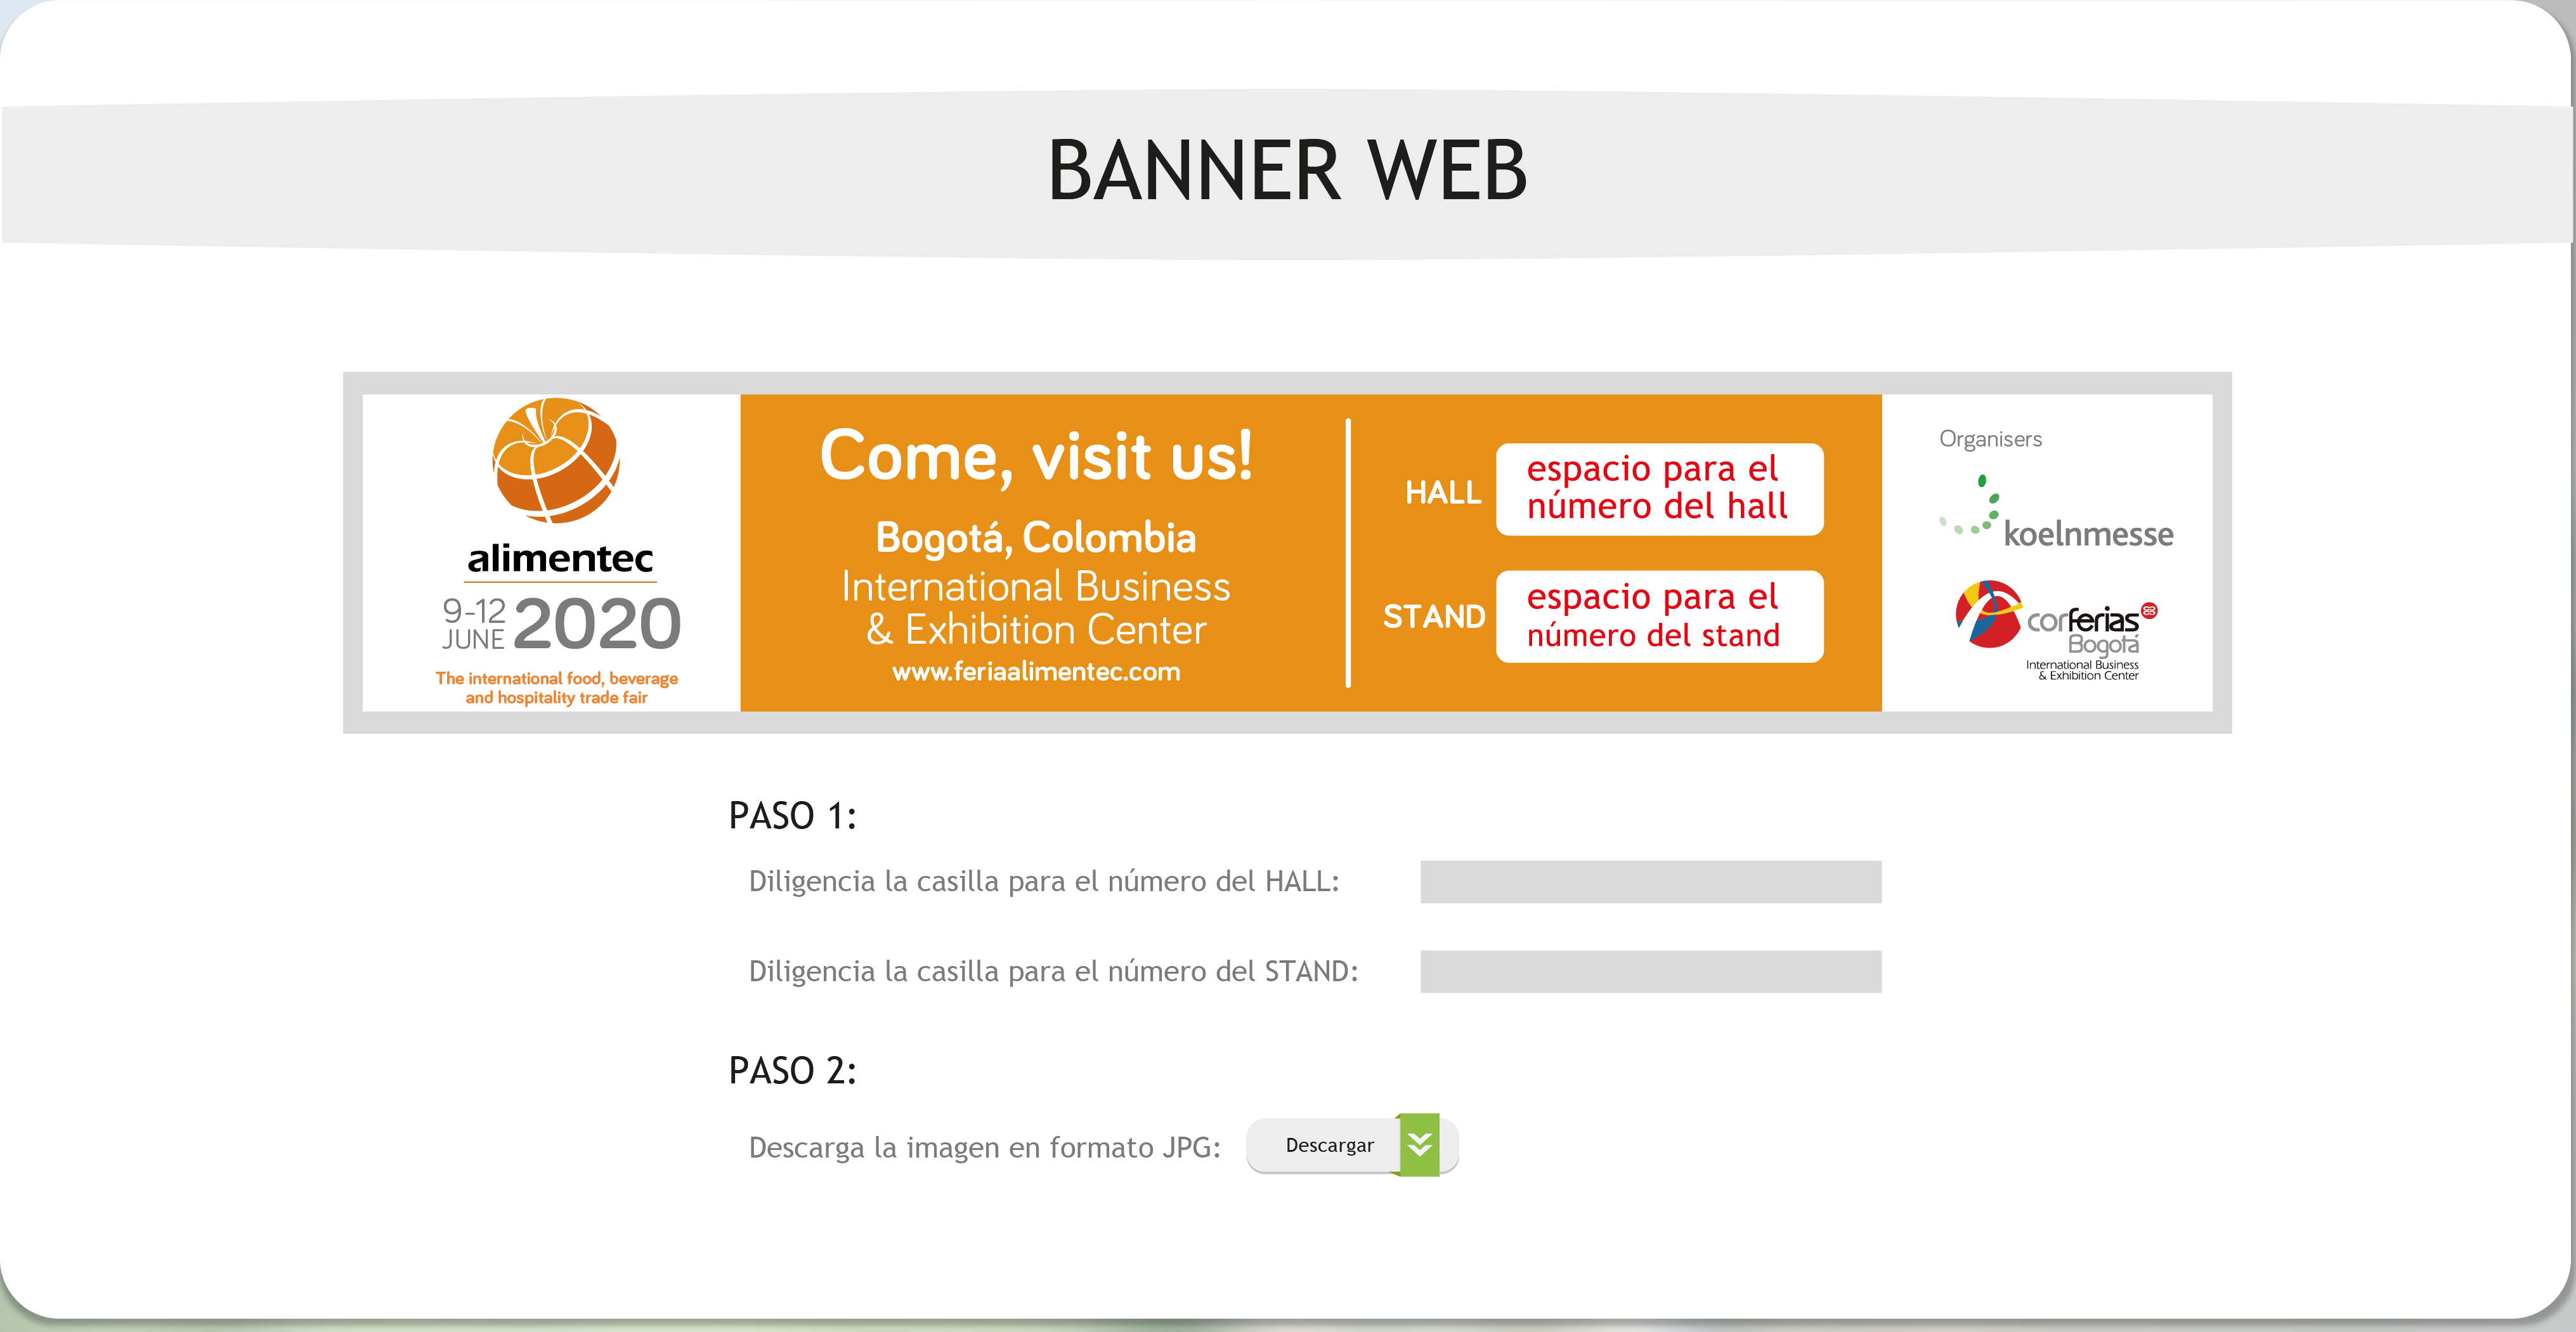 BANNER WEB
alimentec
9-12
JUNE
2020
The international food, beverage
and hospitality trade fair
Come, visit us!
Bogotá, Colombia
International Business
& Exhibition Center
www.feriaalimentec.com
HALL
espacio para el
número del hall
STAND
espacio para el
número del stand
Organisers
koelnmesse
corferias
Bogotá
International Business
& Exhibition Center
PASO 1:
Diligencia la casilla para el número del HALL:
Diligencia la casilla para el número del STAND:
PASO 2:
Descarga la imagen en formato JPG:
Descargar